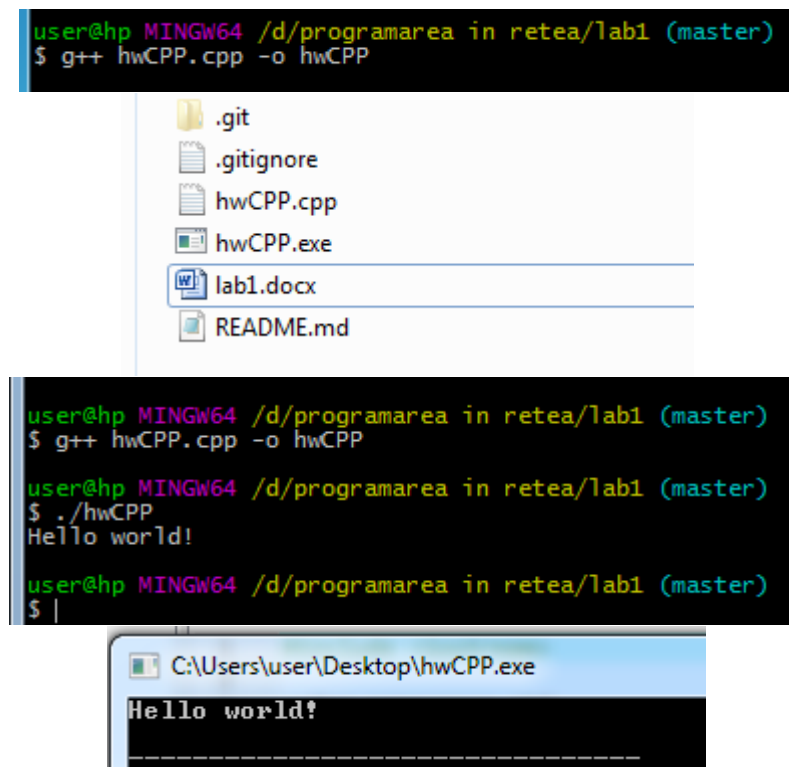 user@hp MINGW64 /d/programarea in retea/lab1 (master)
$ g++ hwCPP.cpp -o hwCPP
.git
.gitignore
hwCPP.cpp
hwCPP.exe
lab1.docx
README.md
user@hp MINGW64 /d/programarea in retea/lab1 (master)
$ g++ hwCPP.cpp -o hwCPP
user@hp MINGW64 /d/programarea in retea/lab1 (master)
$ ./hwCPP
Hello world!
user@hp MINGW64 /d/programarea in retea/lab1 (master)
$
C:\Users\user\Desktop\hwCPP.exe
Hello world!
--------------------------------